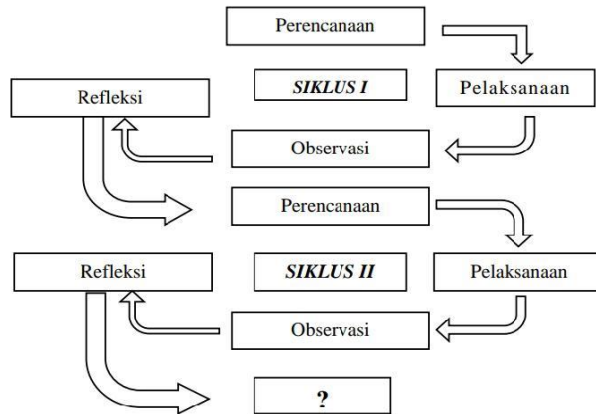 Perencanaan
SIKLUS I
Refleksi
Pelaksanaan
Observasi
Perencanaan
Refleksi
SIKLUS II
Pelaksanaan
Observasi
?